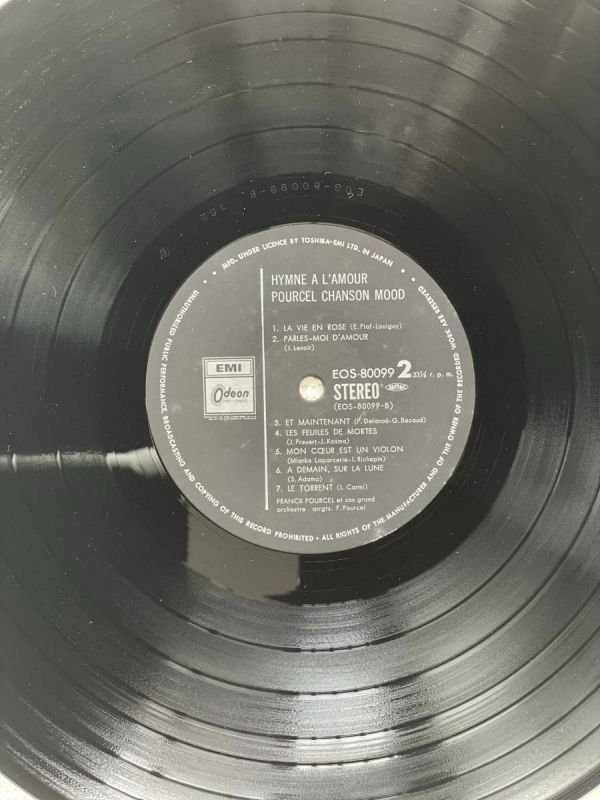 EOS-80099-B 1S2
MFD. UNDER LICENCE BY TOSHIBA-EMI LTD. IN JAPAN
HYMNE A L'AMOUR
POURCEL CHANSON MOOD
1. LA VIE EN ROSE (E. Piaf-Louiguy)
2. PARLES-MOI D'AMOUR
(J. Lenoir)
EMI
Odeon
EOS-80099 2 33⅓ r. p. m.
STEREO
(EOS-80099-B)
3. ET MAINTENANT (P. Delanoë-G. Becaud)
4. LES FEUILES DE MORTES
(J. Prevert-J. Kosma)
5. MON CŒUR EST UN VIOLON
(Miarka Laparcerie-J. Richepin)
6. A DEMAIN, SUR LA LUNE
(S. Adamo)
7. LE TORRENT (L. Carmi)
FRANCK POURCEL et son grand
orchestre arrgts. F. Pourcel
UNAUTHORIZED PUBLIC PERFORMANCE, BROADCASTING AND COPYING OF THIS RECORD PROHIBITED • ALL RIGHTS OF THE MANUFACTURER AND OF THE OWNER OF THE RECORDED WORK ARE RESERVED